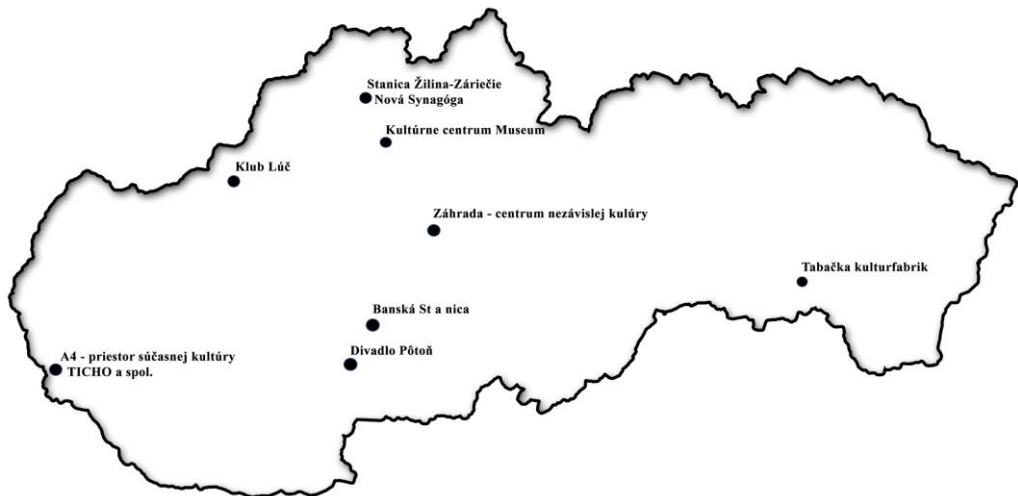 Stanica Žilina-Záriečie
Nová Synagóga
Kultúrne centrum Museum
Klub Lúč
Záhrada - centrum nezávislej kulúry
Tabačka kulturfabrik
Banská St a nica
A4 - priestor súčasnej kultúry
TICHO a spol.
Divadlo Pôtoň